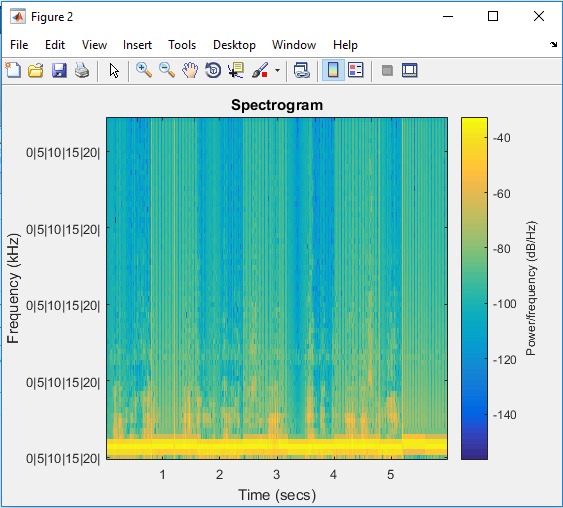 Figure 2
File Edit View Insert Tools Desktop Window Help
Spectrogram
0|5|10|15|20|
0|5|10|15|20|
0|5|10|15|20|
0|5|10|15|20|
0|5|10|15|20|
Frequency (kHz)
1 2 3 4 5
Time (secs)
-40
-60
-80
-100
-120
-140
Power/frequency (dB/Hz)